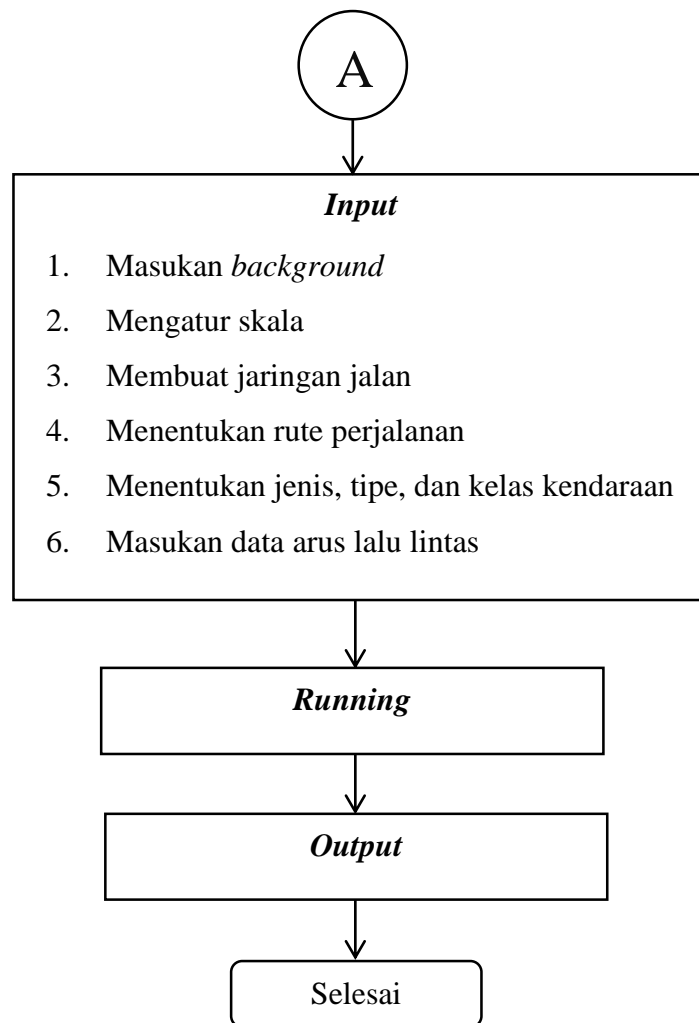 A
Input
1. Masukan background
2. Mengatur skala
3. Membuat jaringan jalan
4. Menentukan rute perjalanan
5. Menentukan jenis, tipe, dan kelas kendaraan
6. Masukan data arus lalu lintas
Running
Output
Selesai